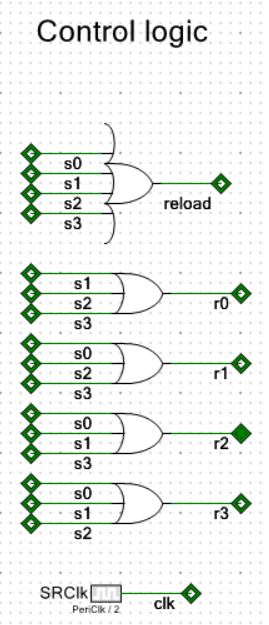 Control logic
s0
s1
s2
reload
s3
s1
s2
r0
s3
s0
s2
r1
s3
s0
s1
r2
s3
s0
s1
r3
s2
SRClk
PeriClk / 2
clk